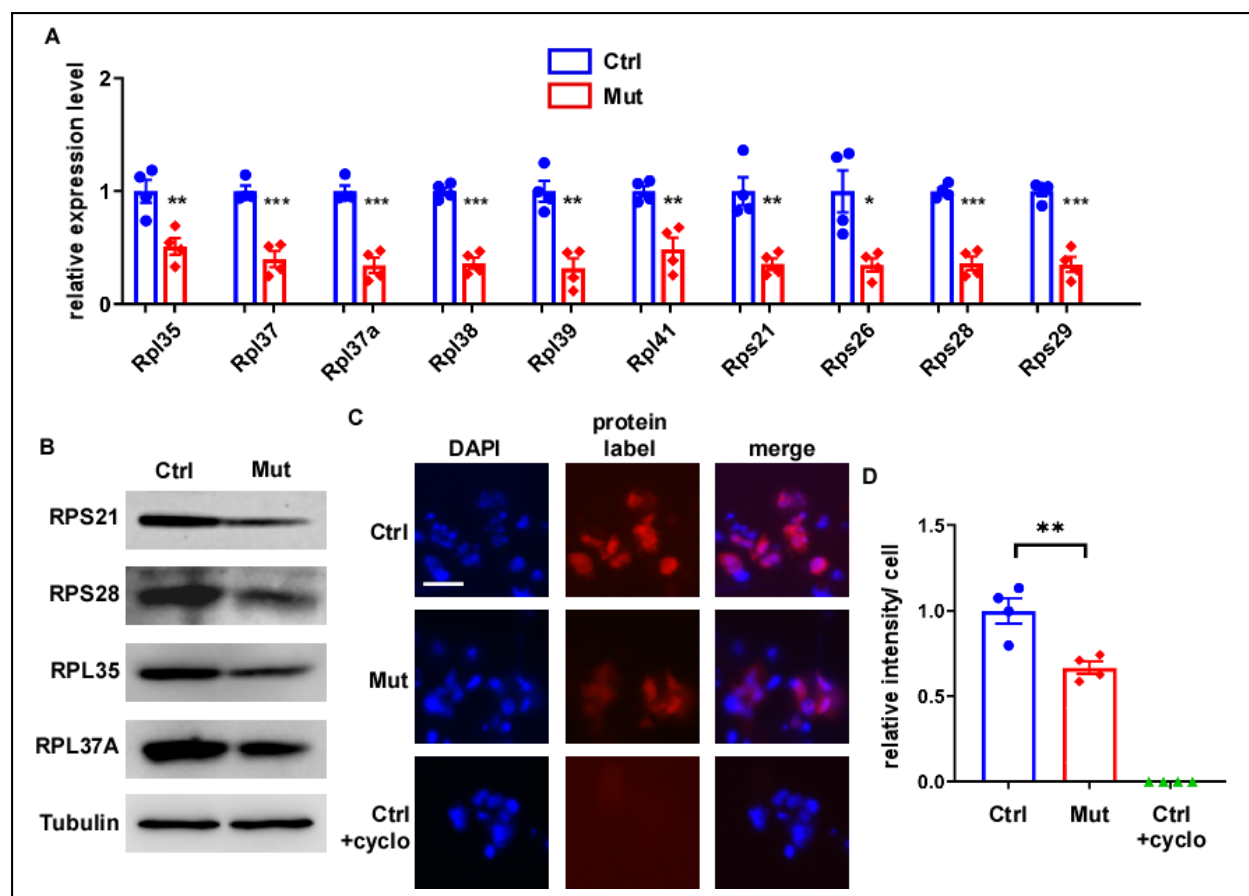 A
Ctrl
Mut
relative expression level
2
1
0
** *** *** *** ** ** ** * *** ***
Rpl35 Rpl37 Rpl37a Rpl38 Rpl39 Rpl41 Rps21 Rps26 Rps28 Rps29
B
Ctrl Mut
RPS21
RPS28
RPL35
RPL37A
Tubulin
C
DAPI protein label merge
Ctrl
Mut
Ctrl
+cyclo
D
relative intensity/ cell
1.5
1.0
0.5
0.0
**
Ctrl Mut Ctrl
+cyclo